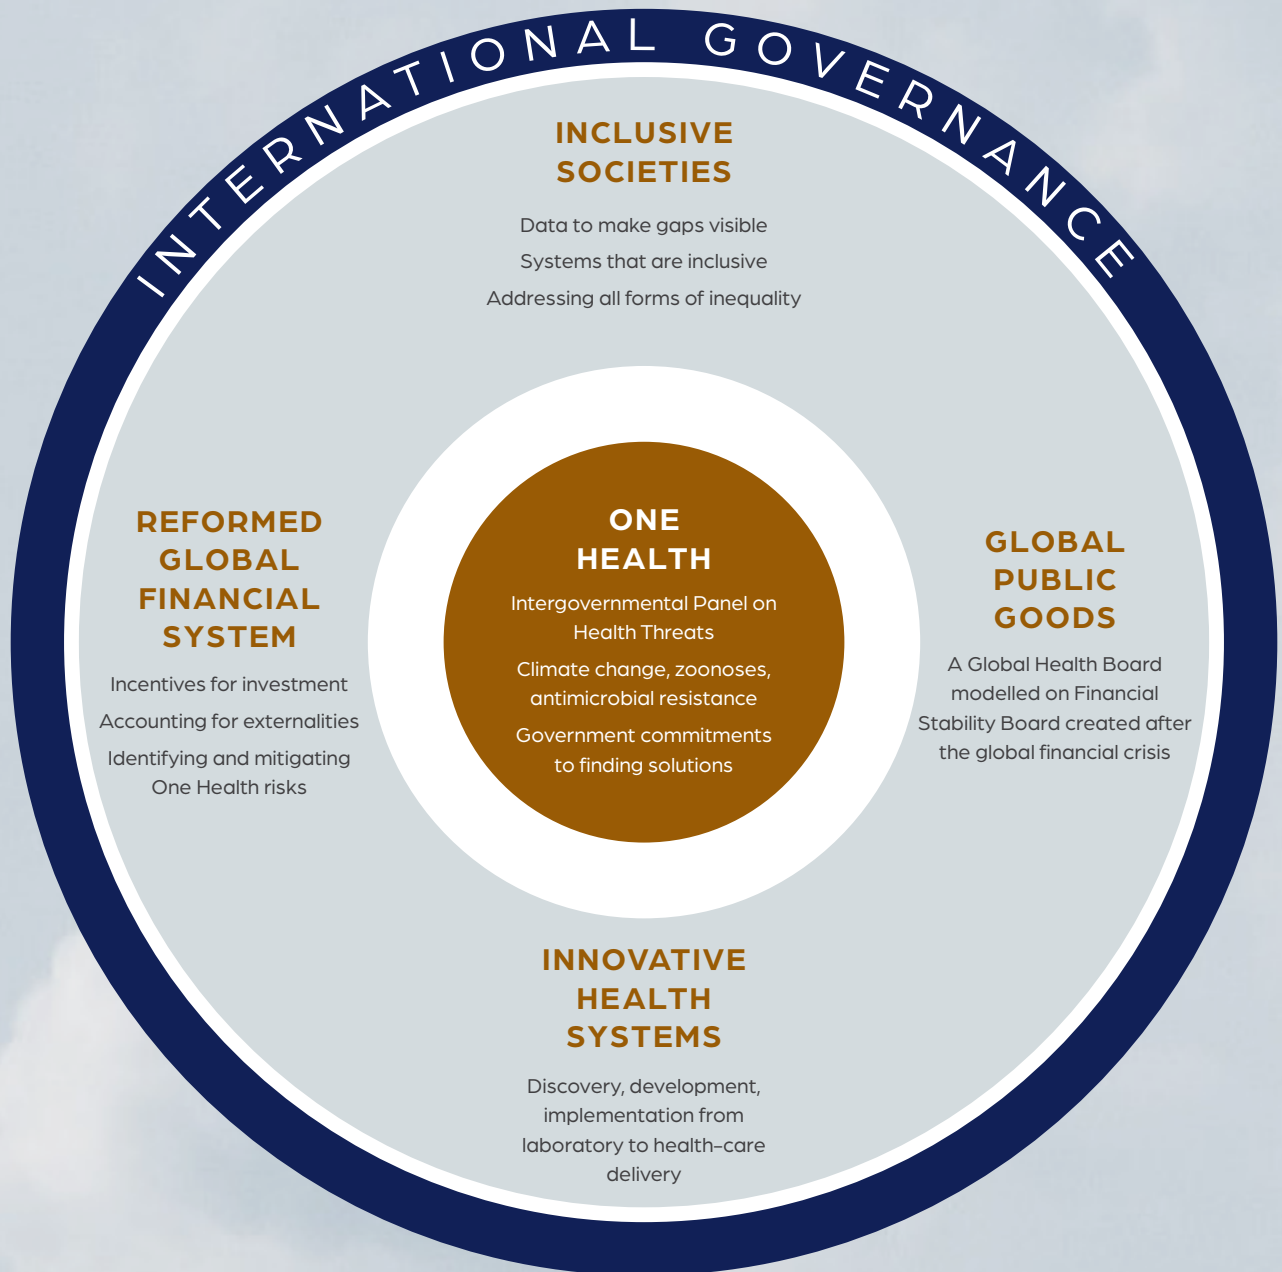 INTERNATIONAL GOVERNANCE
INCLUSIVE
SOCIETIES
Data to make gaps visible
Systems that are inclusive
Addressing all forms of inequality
REFORMED
GLOBAL
FINANCIAL
SYSTEM
Incentives for investment
Accounting for externalities
Identifying and mitigating
One Health risks
ONE
HEALTH
Intergovernmental Panel on
Health Threats
Climate change, zoonoses,
antimicrobial resistance
Government commitments
to finding solutions
GLOBAL
PUBLIC
GOODS
A Global Health Board
modelled on Financial
Stability Board created after
the global financial crisis
INNOVATIVE
HEALTH
SYSTEMS
Discovery, development,
implementation from
laboratory to health-care
delivery